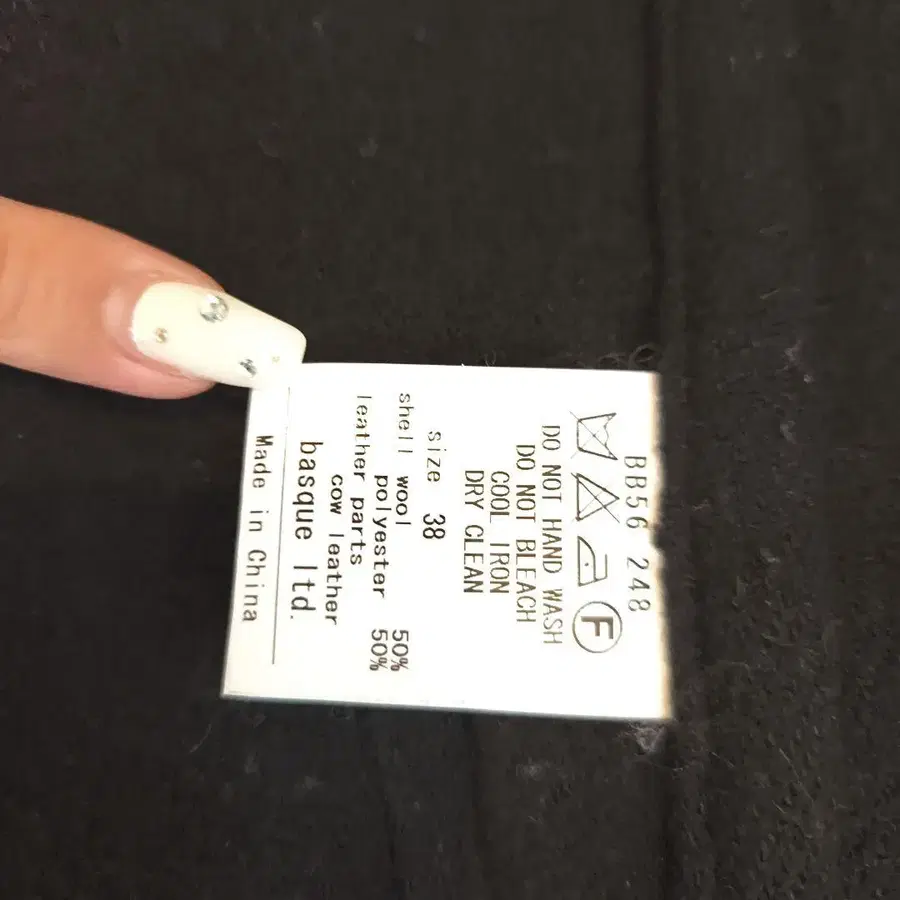 BB56 248
F
DO NOT HAND WASH
DO NOT BLEACH
COOL IRON
DRY CLEAN
size 38
shell wool 50%
polyester 50%
leather parts
cow leather
basque ltd.
Made in China